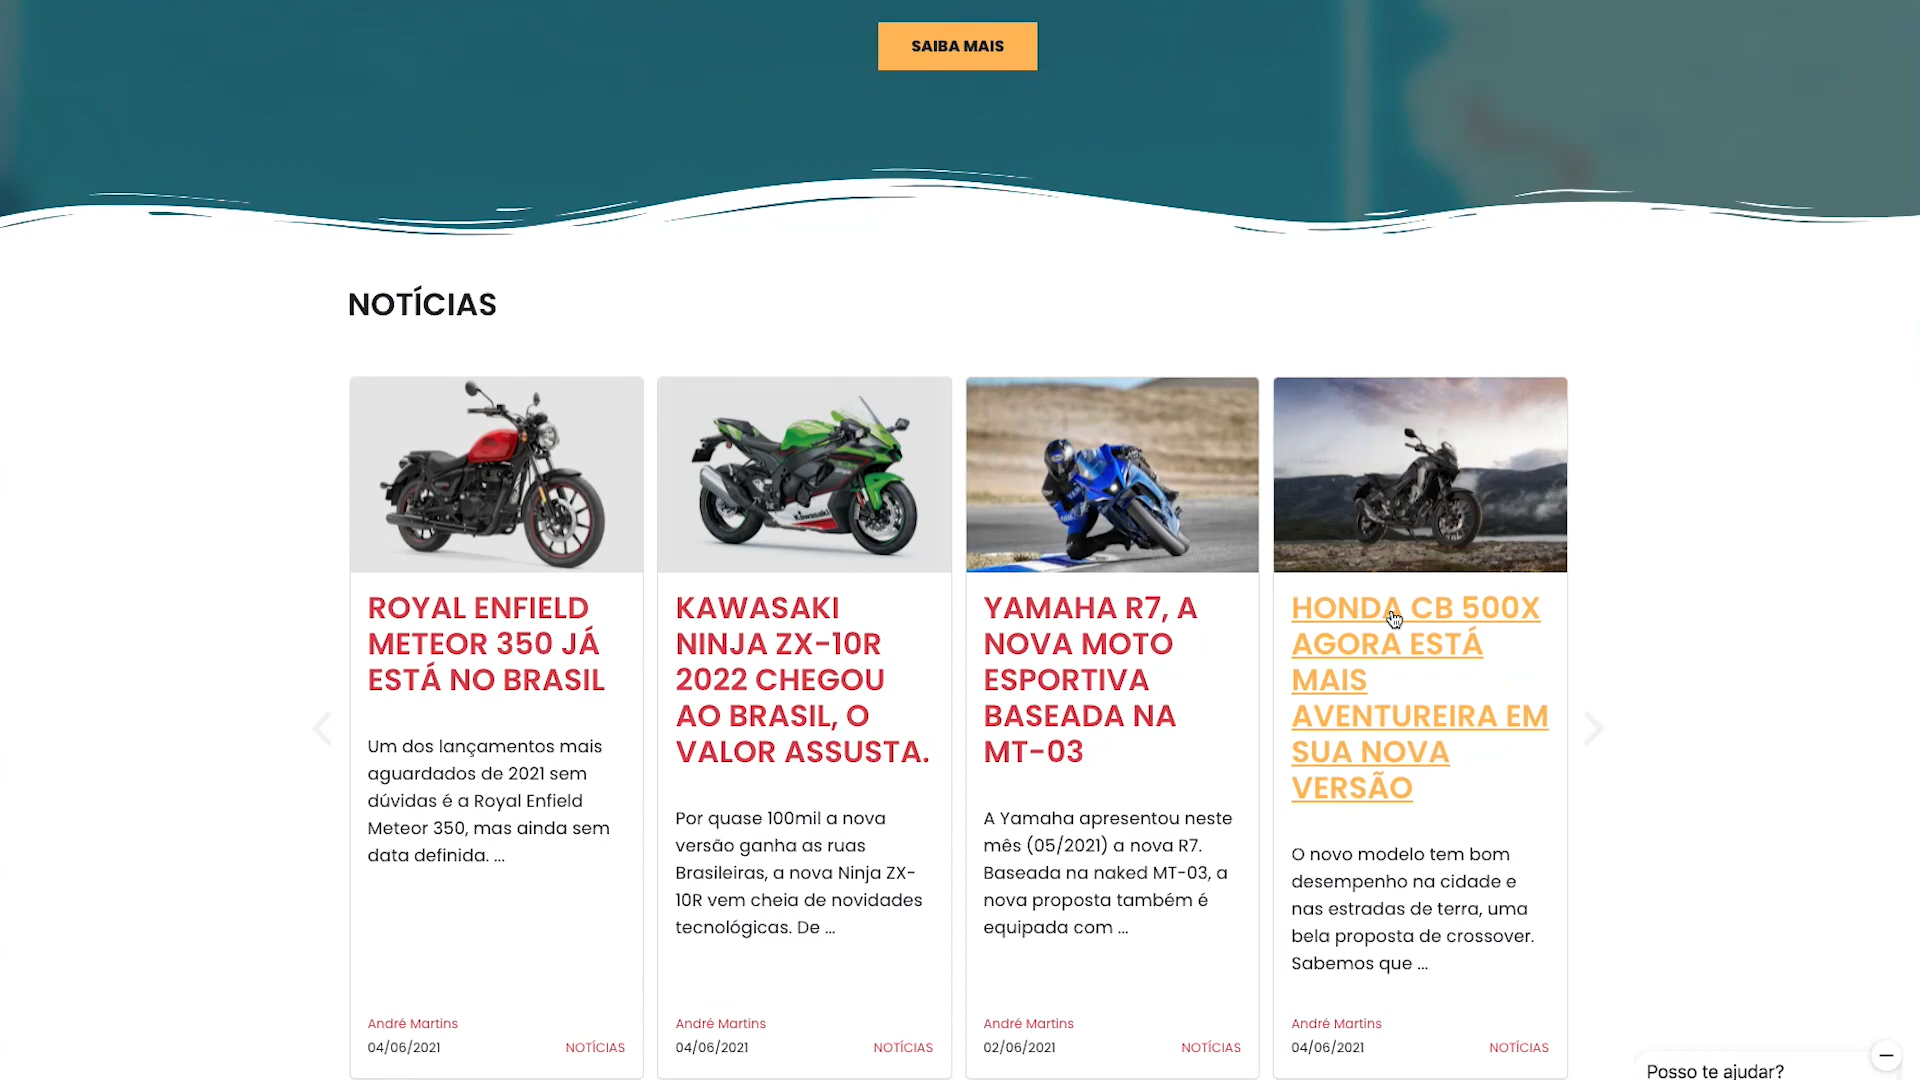 SAIBA MAIS
NOTÍCIAS
Kawasaki
ROYAL ENFIELD
METEOR 350 JÁ
ESTÁ NO BRASIL
Um dos lançamentos mais
aguardados de 2021 sem
dúvidas é a Royal Enfield
Meteor 350, mas ainda sem
data definida. ...
André Martins
04/06/2021
NOTÍCIAS
KAWASAKI
NINJA ZX-10R
2022 CHEGOU
AO BRASIL, O
VALOR ASSUSTA.
Por quase 100mil a nova
versão ganha as ruas
Brasileiras, a nova Ninja ZX-
10R vem cheia de novidades
tecnológicas. De ...
André Martins
04/06/2021
NOTÍCIAS
YAMAHA R7, A
NOVA MOTO
ESPORTIVA
BASEADA NA
MT-03
A Yamaha apresentou neste
mês (05/2021) a nova R7.
Baseada na naked MT-03, a
nova proposta também é
equipada com ...
André Martins
02/06/2021
NOTÍCIAS
HONDA CB 500X
AGORA ESTÁ
MAIS
AVENTUREIRA EM
SUA NOVA
VERSÃO
O novo modelo tem bom
desempenho na cidade e
nas estradas de terra, uma
bela proposta de crossover.
Sabemos que ...
André Martins
04/06/2021
NOTÍCIAS
Posso te ajudar?